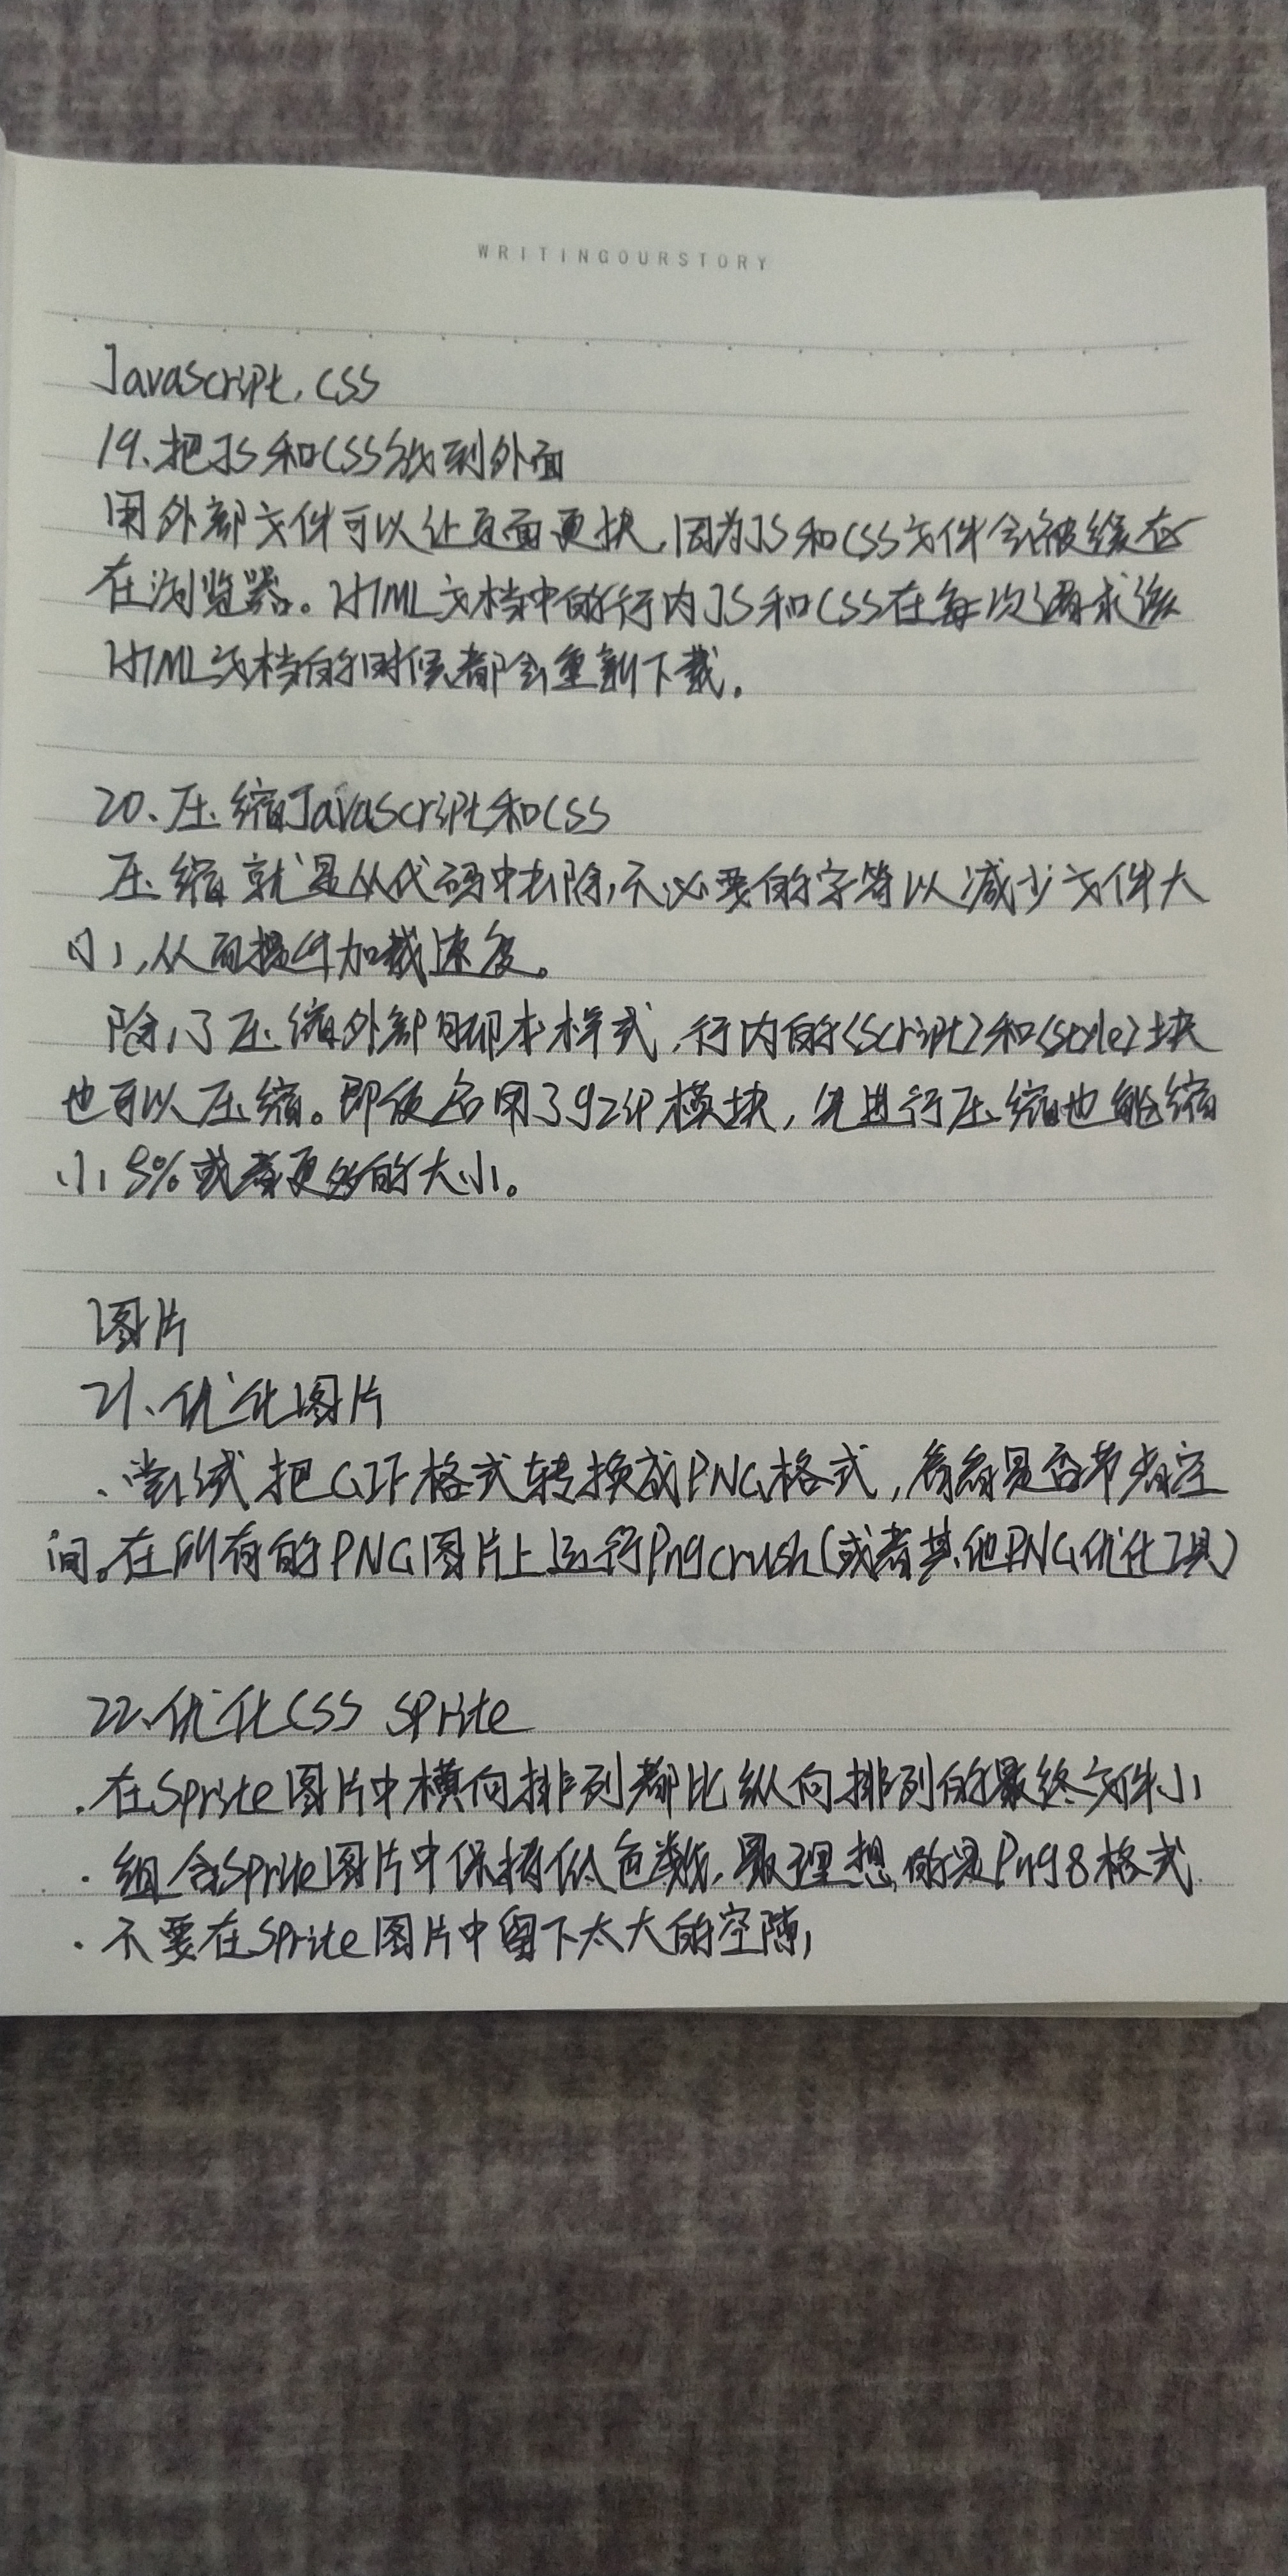 WRITINGOURSTORY
Javascript, CSS
19、把JS和CSS放到外面
用外部文件可以让页面更快,因为JS和CSS文件会被缓存
在浏览器。HTML文档中的行内JS和CSS在每次请求该
HTML文档的时候都会重新下载。
20、压缩Javascript和CSS
压缩就是从代码中去除不必要的字符以减少文件大
小,从而提升加载速度。
除了压缩外部脚本样式,行内的<Script>和<style>块
也可以压缩。即使启用了gzip模块,先进行压缩也能缩
小5%或者更多的大小。
图片
21、优化图片
、尝试把GIF格式转换成PNG格式,看看是否节省空
间。在所有的PNG图片上运行Pngcrush(或者其他PNG优化工具)
22、优化CSS Sprite
·在Sprite图片中横向排列都比纵向排列的最终文件小
·组合Sprite图片中保持低色数,最理想的是Png8格式
·不要在Sprite图片中留下太大的空隙,